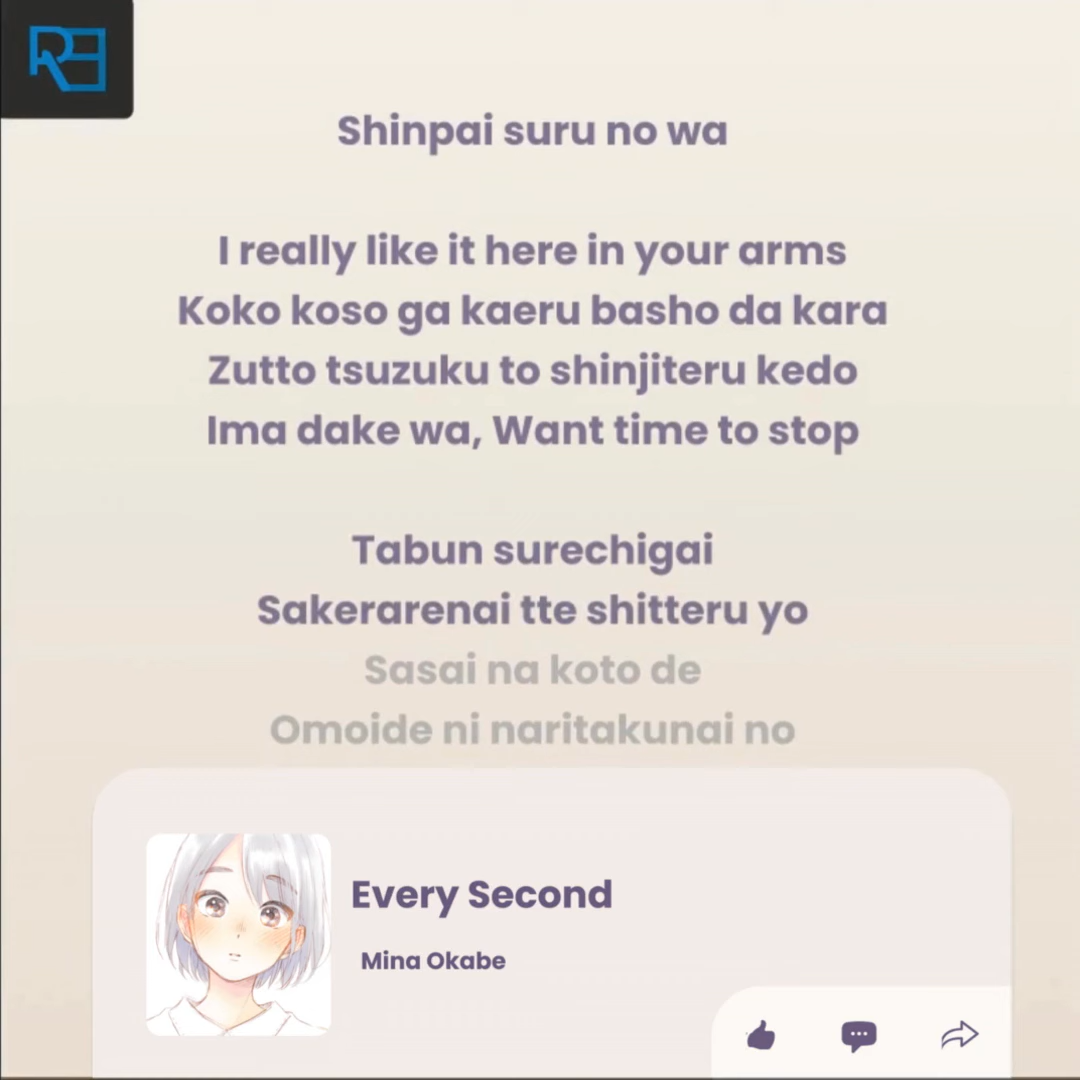 Shinpai suru no wa
I really like it here in your arms
Koko koso ga kaeru basho da kara
Zutto tsuzuku to shinjiteru kedo
Ima dake wa, Want time to stop
Tabun surechigai
Sakerarenai tte shitteru yo
Sasai na koto de
Omoide ni naritakunai no
Every Second
Mina Okabe